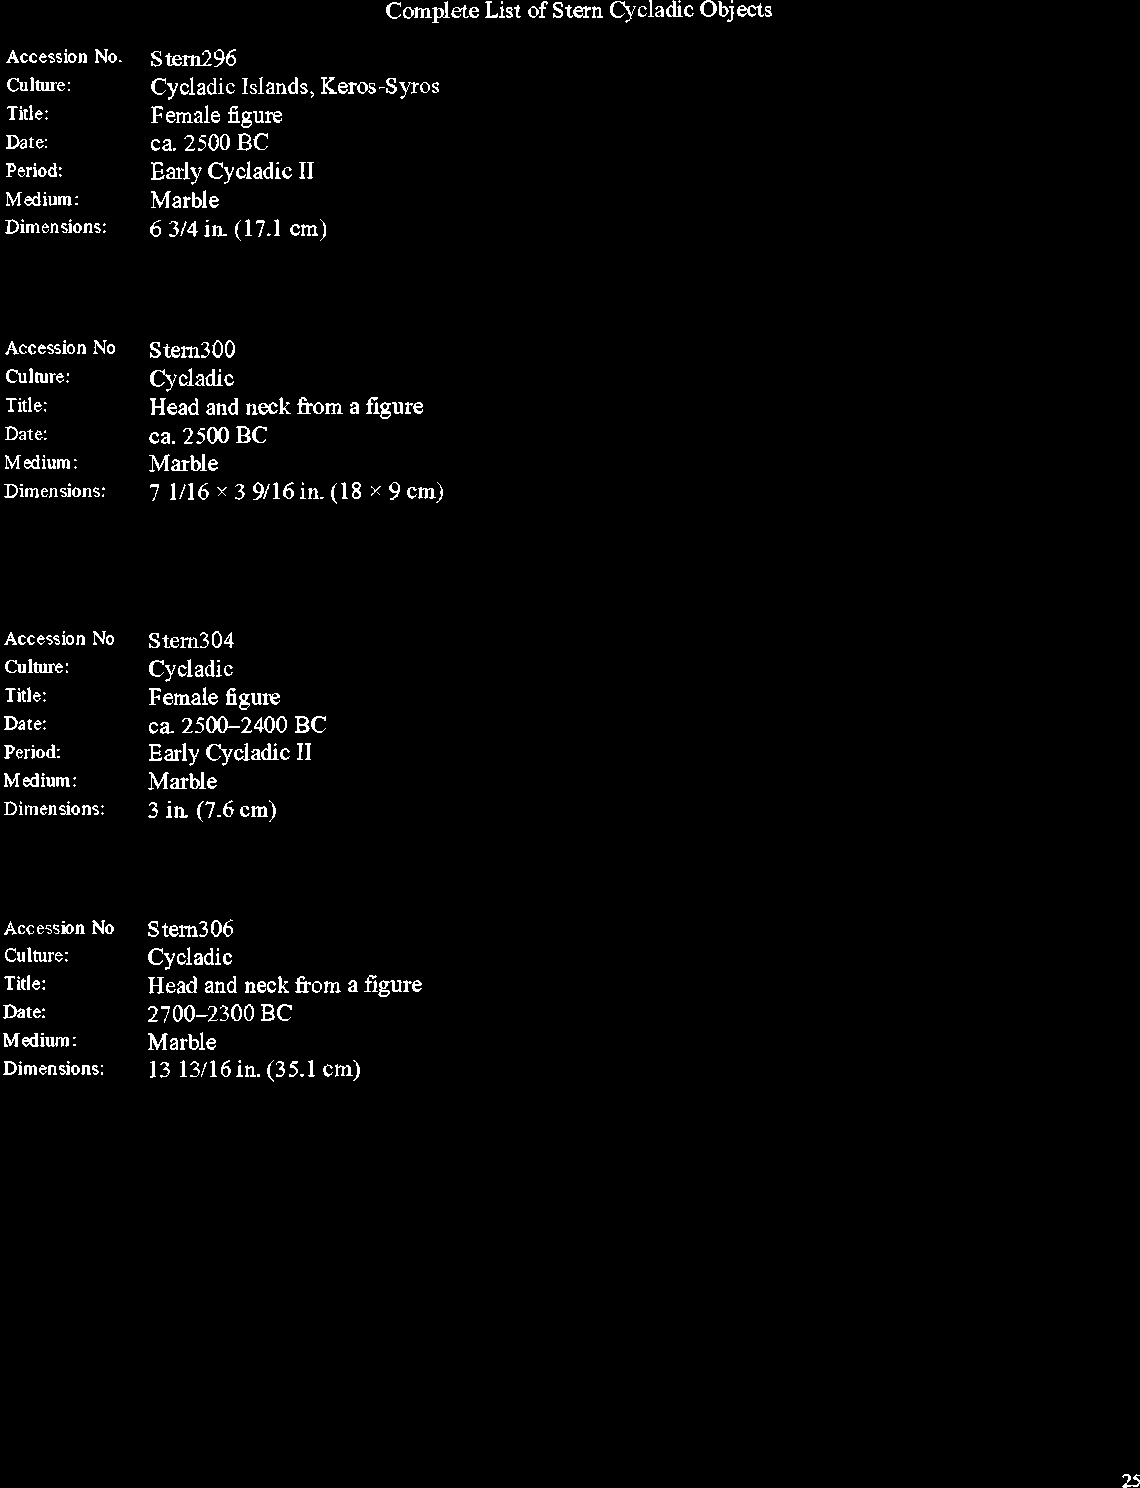 Complete List of Stern Cycladic Objects
Accession No. Stern296
Culture: Cycladic Islands, Keros-Syros
Title: Female figure
Date: ca. 2500 BC
Period: Early Cycladic II
Medium: Marble
Dimensions: 6 3/4 in. (17.1 cm)
Accession No Stern300
Culture: Cycladic
Title: Head and neck from a figure
Date: ca. 2500 BC
Medium: Marble
Dimensions: 7 1/16 × 3 9/16 in. (18 × 9 cm)
Accession No Stern304
Culture: Cycladic
Title: Female figure
Date: ca. 2500–2400 BC
Period: Early Cycladic II
Medium: Marble
Dimensions: 3 in. (7.6 cm)
Accession No Stern306
Culture: Cycladic
Title: Head and neck from a figure
Date: 2700–2300 BC
Medium: Marble
Dimensions: 13 13/16 in. (35.1 cm)
25